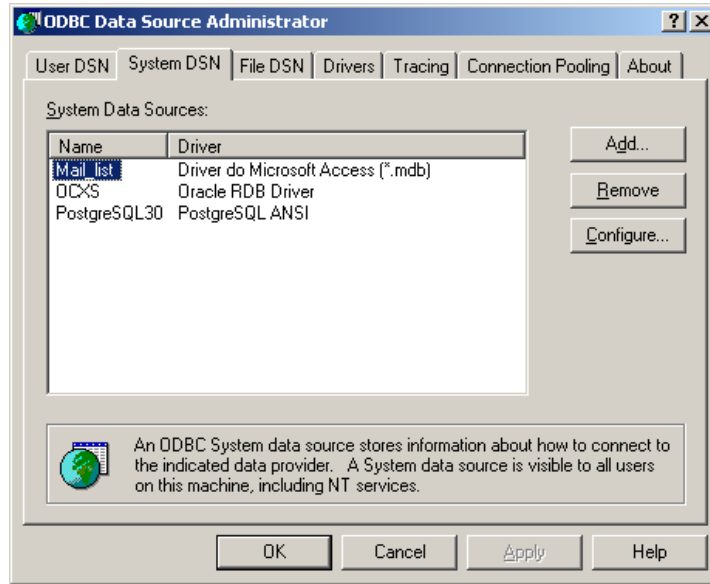 ODBC Data Source Administrator
User DSN System DSN File DSN Drivers Tracing Connection Pooling About
System Data Sources:
Name Driver
Mail_list Driver do Microsoft Access (*.mdb)
OCXS Oracle RDB Driver
PostgreSQL30 PostgreSQL ANSI
Add...
Remove
Configure...
An ODBC System data source stores information about how to connect to
the indicated data provider. A System data source is visible to all users
on this machine, including NT services.
OK Cancel Apply Help